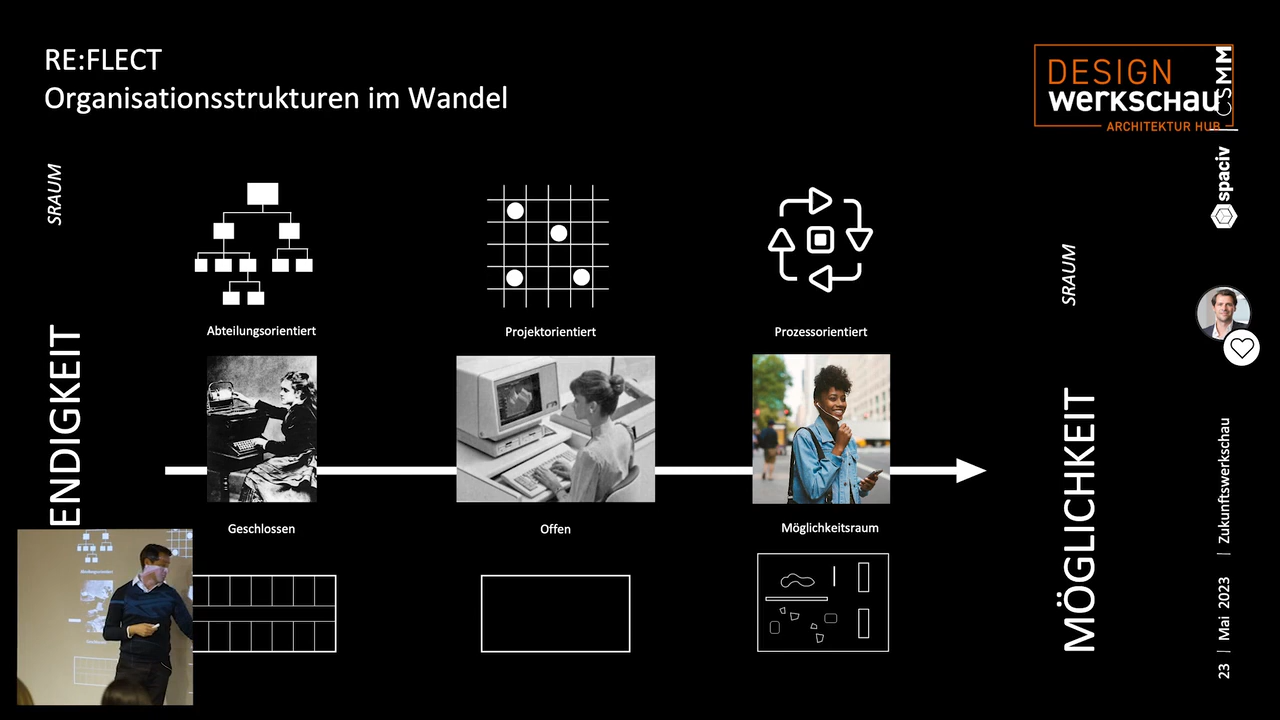 RE:FLECT
Organisationsstrukturen im Wandel
DESIGN
werkschau
ARCHITEKTUR HUB
CSMM
spaciv
SRAUM
ENDIGKEIT
Abteilungsorientiert
Projektorientiert
Prozessorientiert
Geschlossen
Offen
Möglichkeitsraum
SRAUM
MÖGLICHKEIT
23 | Mai 2023 | Zukunftswerkschau